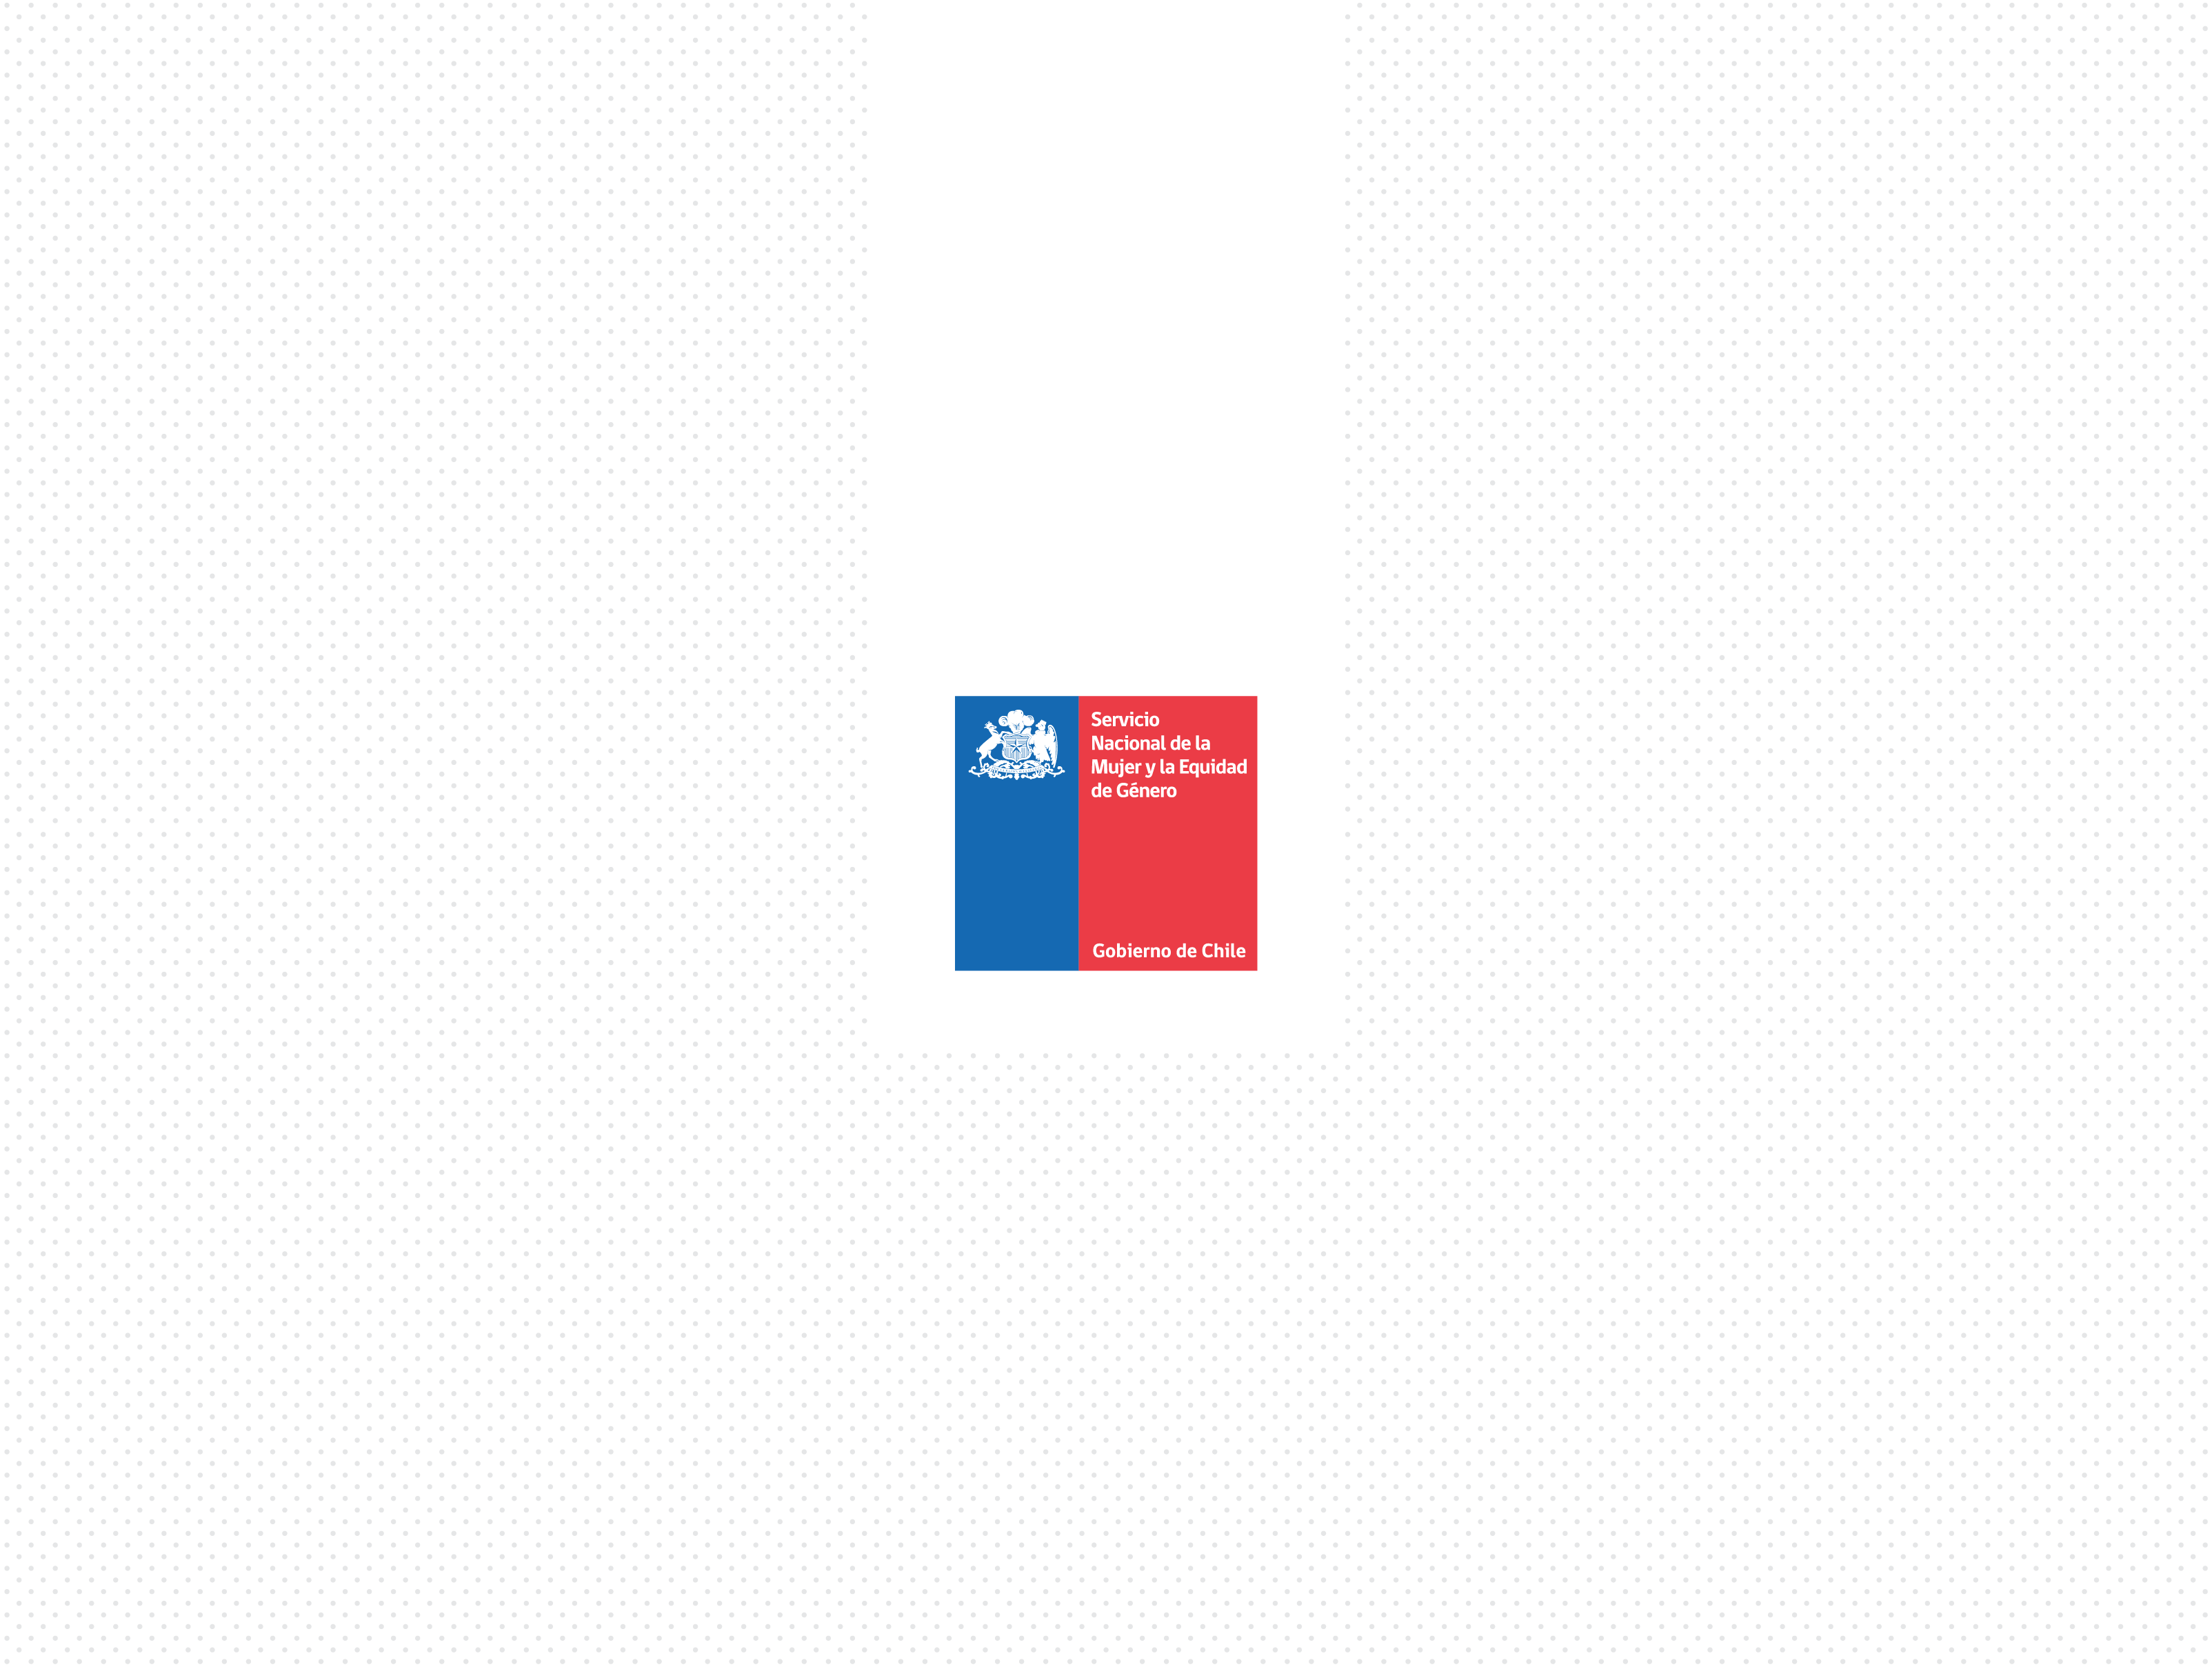 Servicio
Nacional de la
Mujer y la Equidad
de Género
Gobierno de Chile